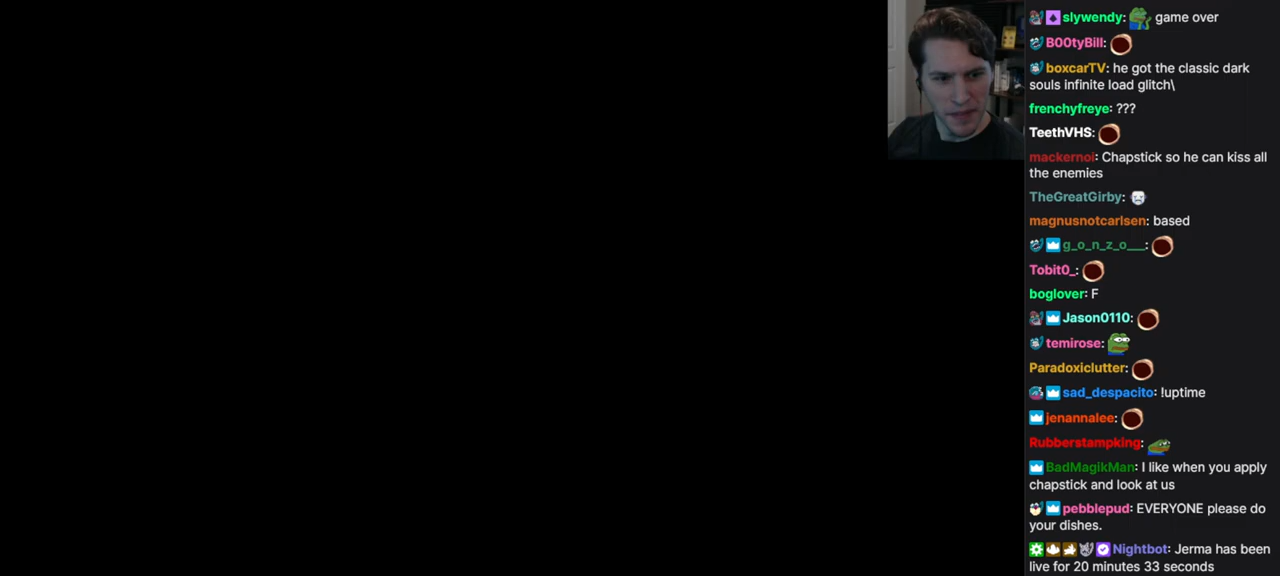 slywendy: game over
B00tyBill:
boxcarTV: he got the classic dark
souls infinite load glitch\
frenchyfreye: ???
TeethVHS:
mackernoi: Chapstick so he can kiss all
the enemies
TheGreatGirby:
magnusnotcarlsen: based
g_o_n_z_o___:
Tobit0_:
boglover: F
Jason0110:
temirose:
Paradoxiclutter:
sad_despacito: !uptime
jenannalee:
Rubberstampking:
BadMagikMan: I like when you apply
chapstick and look at us
pebblepud: EVERYONE please do
your dishes.
Nightbot: Jerma has been
live for 20 minutes 33 seconds